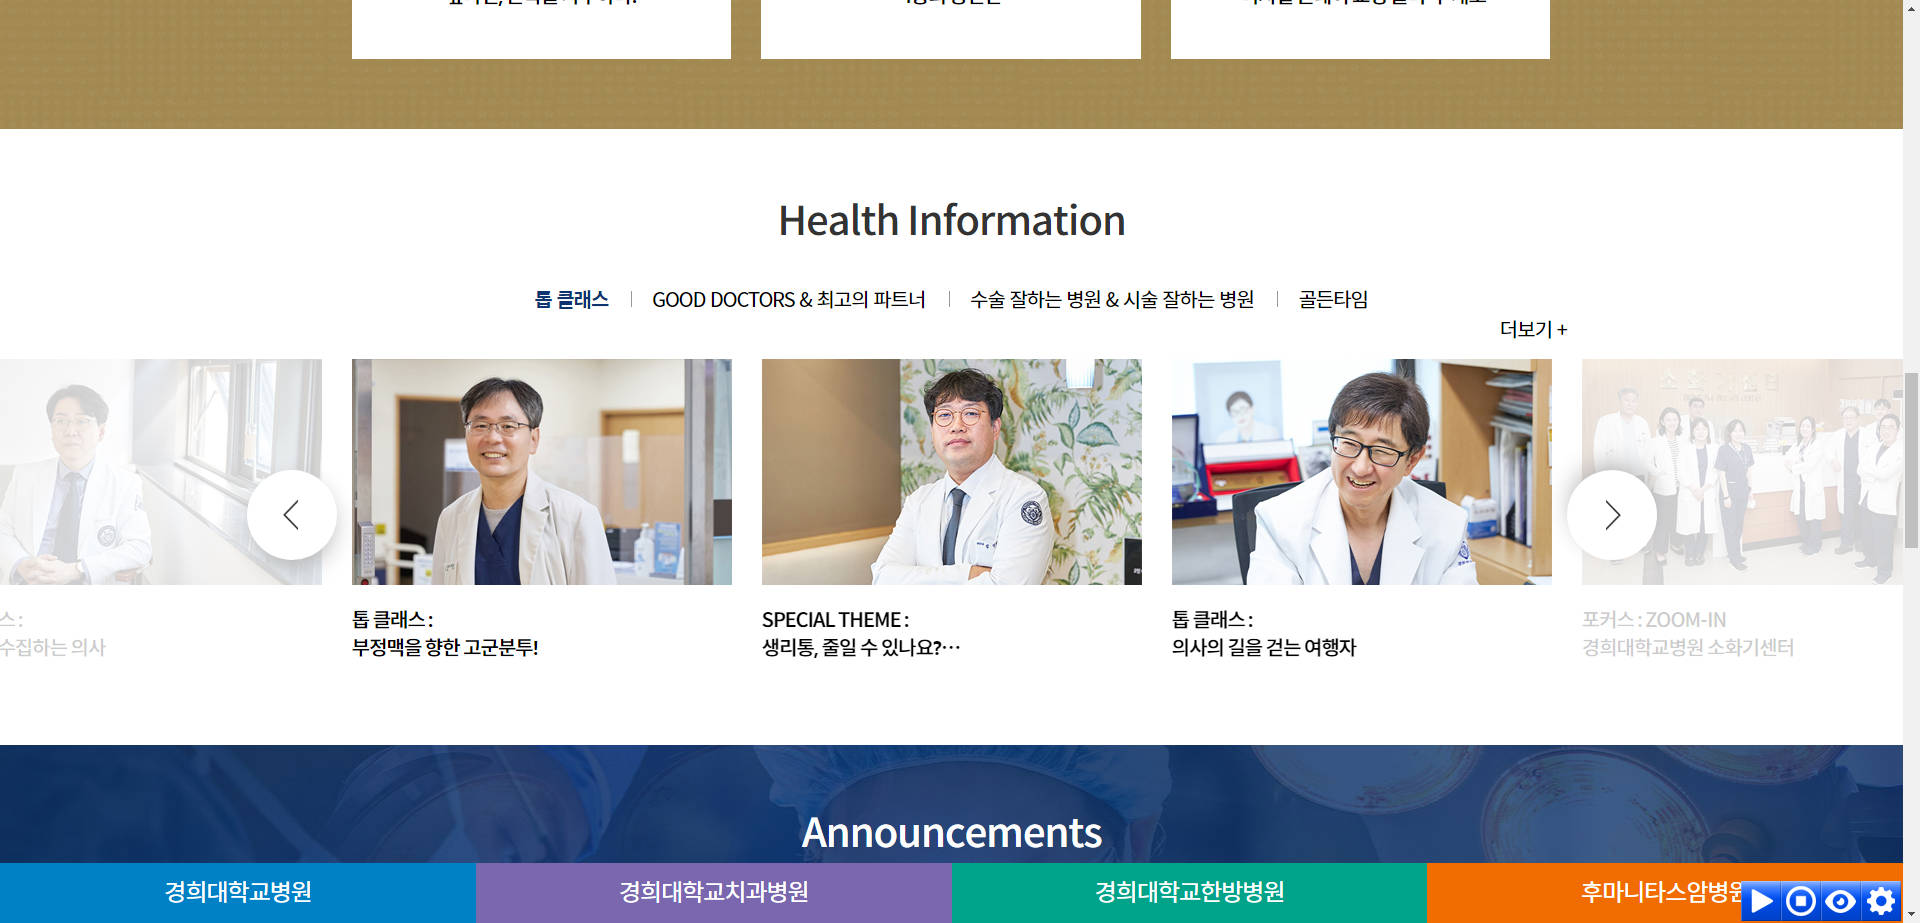 Health Information
톱 클래스 | GOOD DOCTORS & 최고의 파트너 | 수술 잘하는 병원 & 시술 잘하는 병원 | 골든타임
더보기 +
스 :
수집하는 의사
톱 클래스 :
부정맥을 향한 고군분투!
SPECIAL THEME :
생리통, 줄일 수 있나요?…
톱 클래스 :
의사의 길을 걷는 여행자
포커스 : ZOOM-IN
경희대학교병원 소화기센터
Announcements
경희대학교병원
경희대학교치과병원
경희대학교한방병원
후마니타스암병원